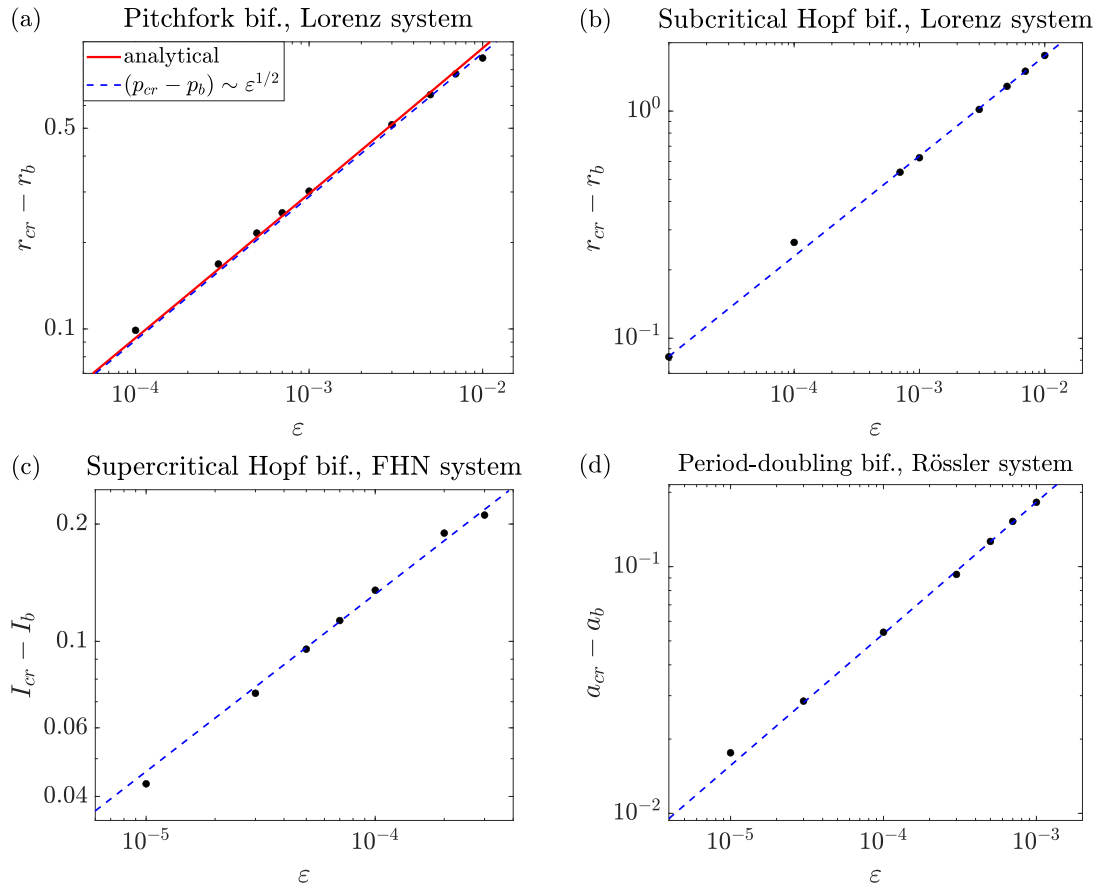 (a) Pitchfork bif., Lorenz system
analytical
(p_cr − p_b) ∼ ε^1/2
0.5
0.1
r_cr − r_b
10^−4 10^−3 10^−2
ε
(b) Subcritical Hopf bif., Lorenz system
10^0
10^−1
r_cr − r_b
10^−4 10^−3 10^−2
ε
(c) Supercritical Hopf bif., FHN system
0.2
0.1
0.06
0.04
I_cr − I_b
10^−5 10^−4
ε
(d) Period-doubling bif., Rössler system
10^−1
10^−2
a_cr − a_b
10^−5 10^−4 10^−3
ε